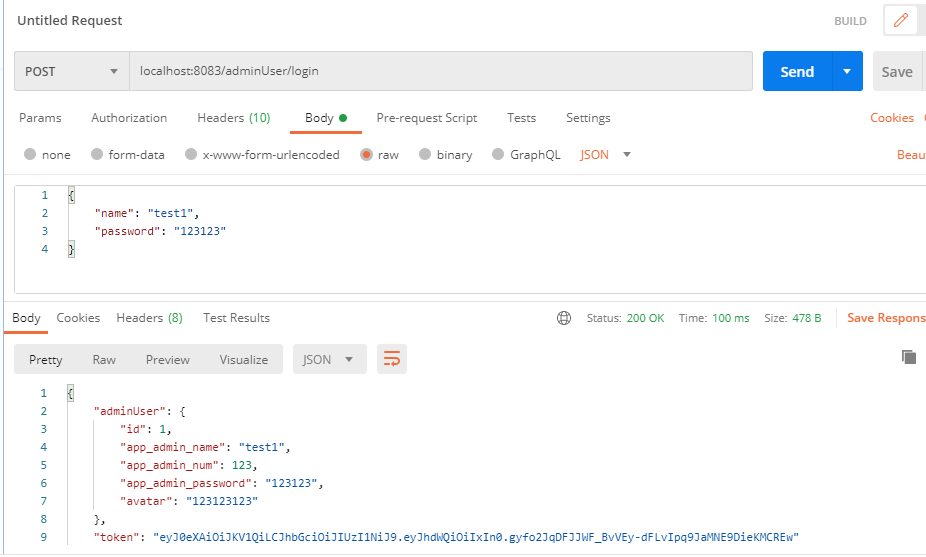 Untitled Request
BUILD
POST localhost:8083/adminUser/login Send Save
Params Authorization Headers (10) Body Pre-request Script Tests Settings Cookies
none form-data x-www-form-urlencoded raw binary GraphQL JSON Beau
1 {
2 "name": "test1",
3 "password": "123123"
4 }
Body Cookies Headers (8) Test Results Status: 200 OK Time: 100 ms Size: 478 B Save Respons
Pretty Raw Preview Visualize JSON
1 {
2 "adminUser": {
3 "id": 1,
4 "app_admin_name": "test1",
5 "app_admin_num": 123,
6 "app_admin_password": "123123",
7 "avatar": "123123123"
8 },
9 "token": "eyJ0eXAiOiJKV1QiLCJhbGciOiJIUzI1NiJ9.eyJhdWQiOiIxIn0.gyfo2JqDFJJWF_BvVEy-dFLvIpq9JaMNE9DieKMCREw"